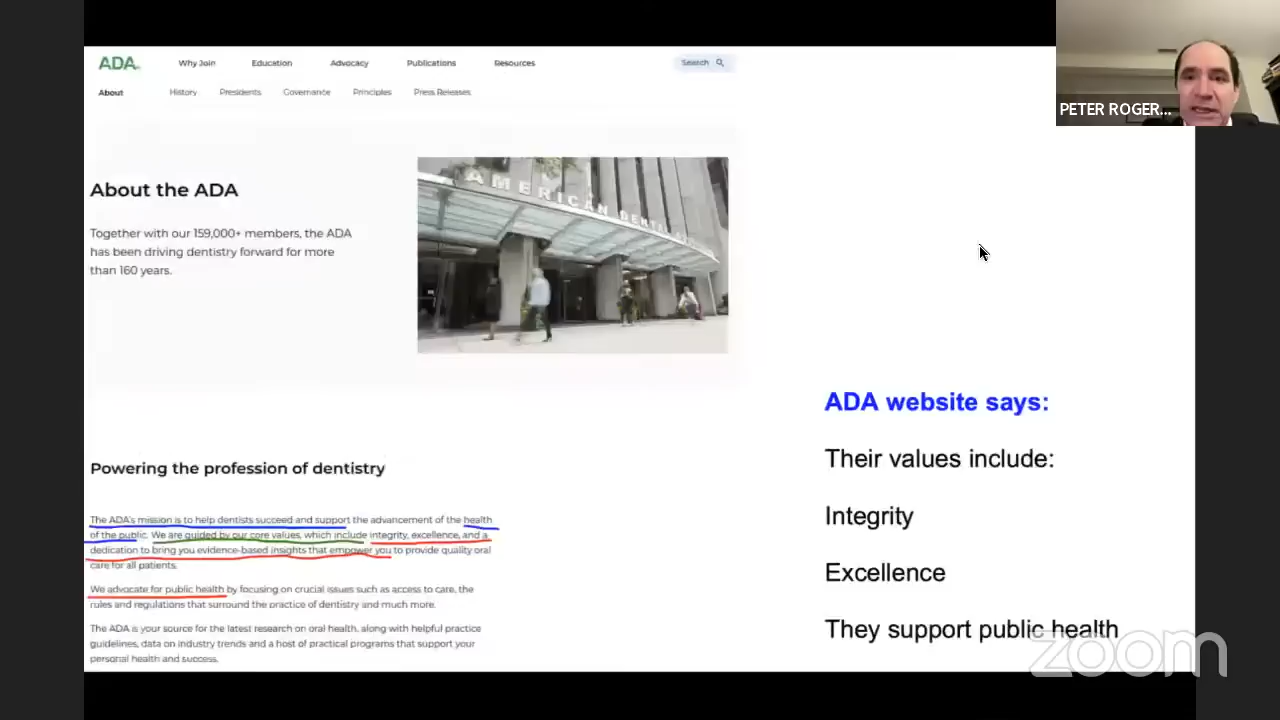 ADA
Why Join Education Advocacy Publications Resources Search
About History Presidents Governance Principles Press Releases
PETER ROGER...
About the ADA
Together with our 159,000+ members, the ADA
has been driving dentistry forward for more
than 160 years.
AMERICAN DENTAL
ADA website says:
Their values include:
Integrity
Excellence
They support public health
Powering the profession of dentistry
The ADA's mission is to help dentists succeed and support the advancement of the health
of the public. We are guided by our core values, which include integrity, excellence, and a
dedication to bring you evidence-based insights that empower you to provide quality oral
care for all patients.
We advocate for public health by focusing on crucial issues such as access to care, the
rules and regulations that surround the practice of dentistry and much more.
The ADA is your source for the latest research on oral health, along with helpful practice
guidelines, data on industry trends and a host of practical programs that support your
personal health and success.
zoom